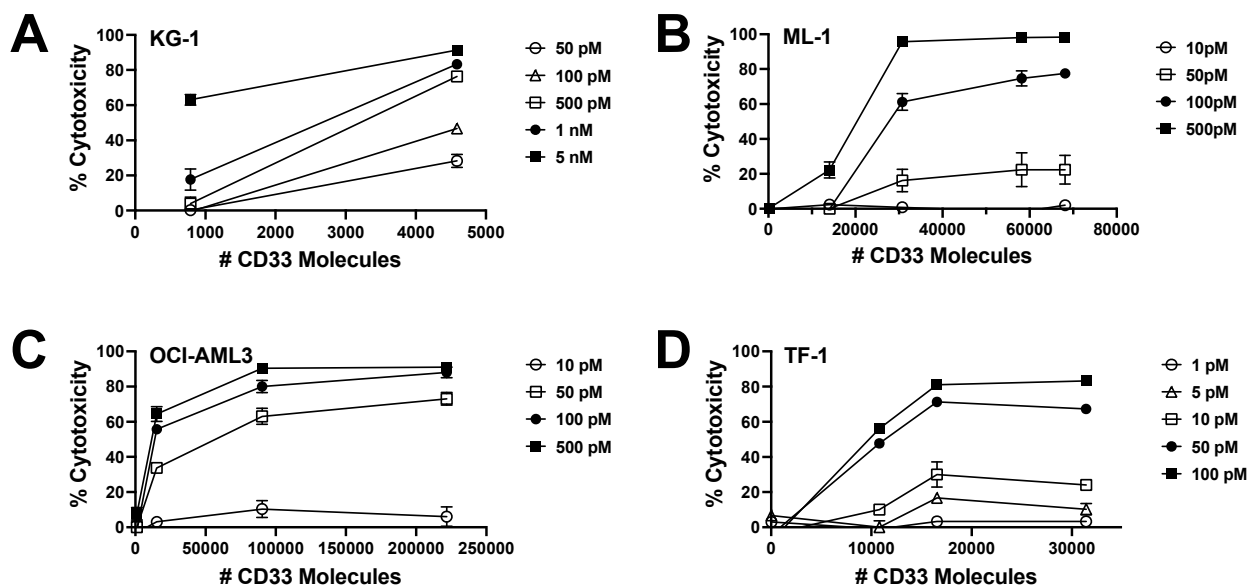 A
KG-1
% Cytotoxicity
100
80
60
40
20
0
0
1000
2000
3000
4000
5000
# CD33 Molecules
50 pM
100 pM
500 pM
1 nM
5 nM
B
ML-1
% Cytotoxicity
100
80
60
40
20
0
0
20000
40000
60000
80000
# CD33 Molecules
10pM
50pM
100pM
500pM
C
OCI-AML3
% Cytotoxicity
100
80
60
40
20
0
0
50000
100000
150000
200000
250000
# CD33 Molecules
10 pM
50 pM
100 pM
500 pM
D
TF-1
% Cytotoxicity
100
80
60
40
20
0
0
10000
20000
30000
# CD33 Molecules
1 pM
5 pM
10 pM
50 pM
100 pM